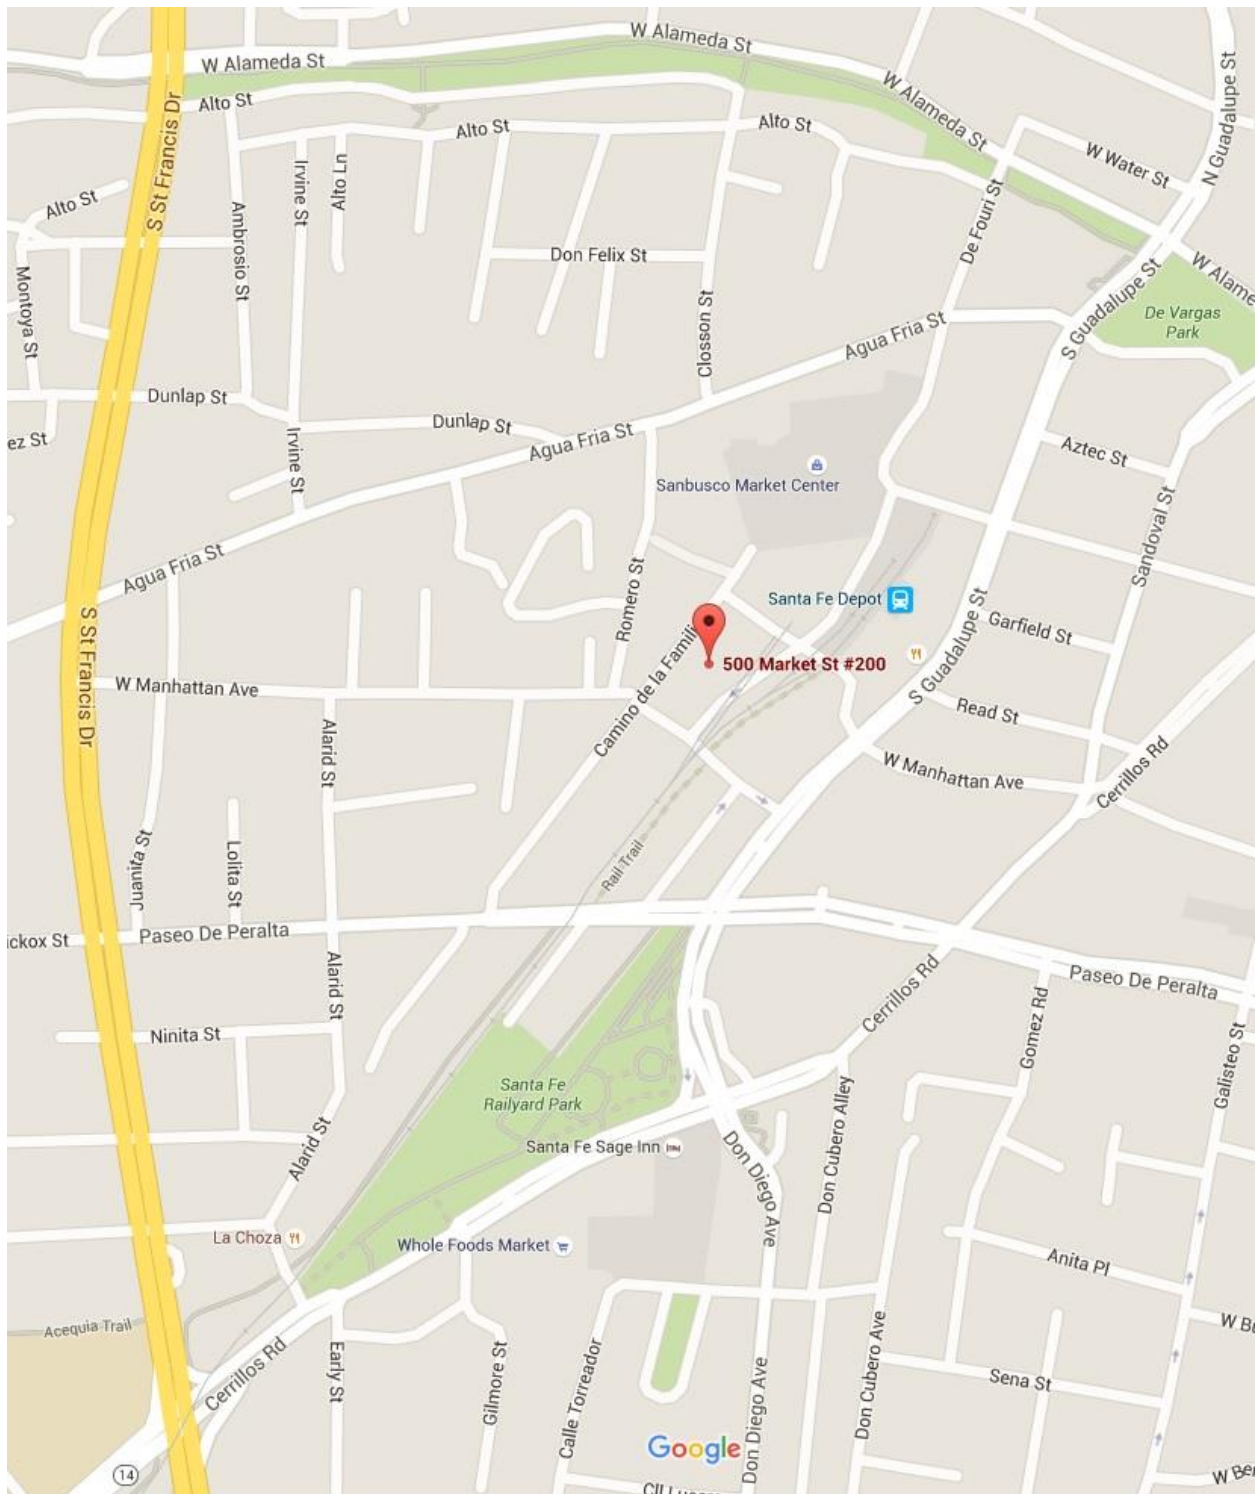 W Alameda St
W Alameda St
W Alameda St
N Guadalupe St
S St Francis Dr
Alto St
Alto St
Alto St
W Water St
Irvine St
Alto Ln
Alto St
Ambrosio St
De Fouri St
Don Felix St
W Alame
Montoya St
S Guadalupe St
De Vargas
Park
Closson St
Agua Fria St
Dunlap St
Dunlap St
Agua Fria St
ez St
Irvine St
Aztec St
Sanbusco Market Center
Sandoval St
Agua Fria St
Romero St
Santa Fe Depot
S St Francis Dr
Garfield St
500 Market St #200
S Guadalupe St
W Manhattan Ave
Camino de la Famili
Read St
Alarid St
W Manhattan Ave
Cerrillos Rd
Juanita St
Lolita St
Rail Trail
ickox St
Paseo De Peralta
Alarid St
Cerrillos Rd
Paseo De Peralta
Ninita St
Gomez Rd
Galisteo St
Santa Fe
Railyard Park
Don Cubero Alley
Alarid St
Santa Fe Sage Inn
Don Diego Ave
La Choza
Whole Foods Market
Anita Pl
Acequia Trail
W Bu
Cerrillos Rd
Early St
Gilmore St
Calle Torreador
Don Diego Ave
Don Cubero Ave
Sena St
Google
14
W Ber